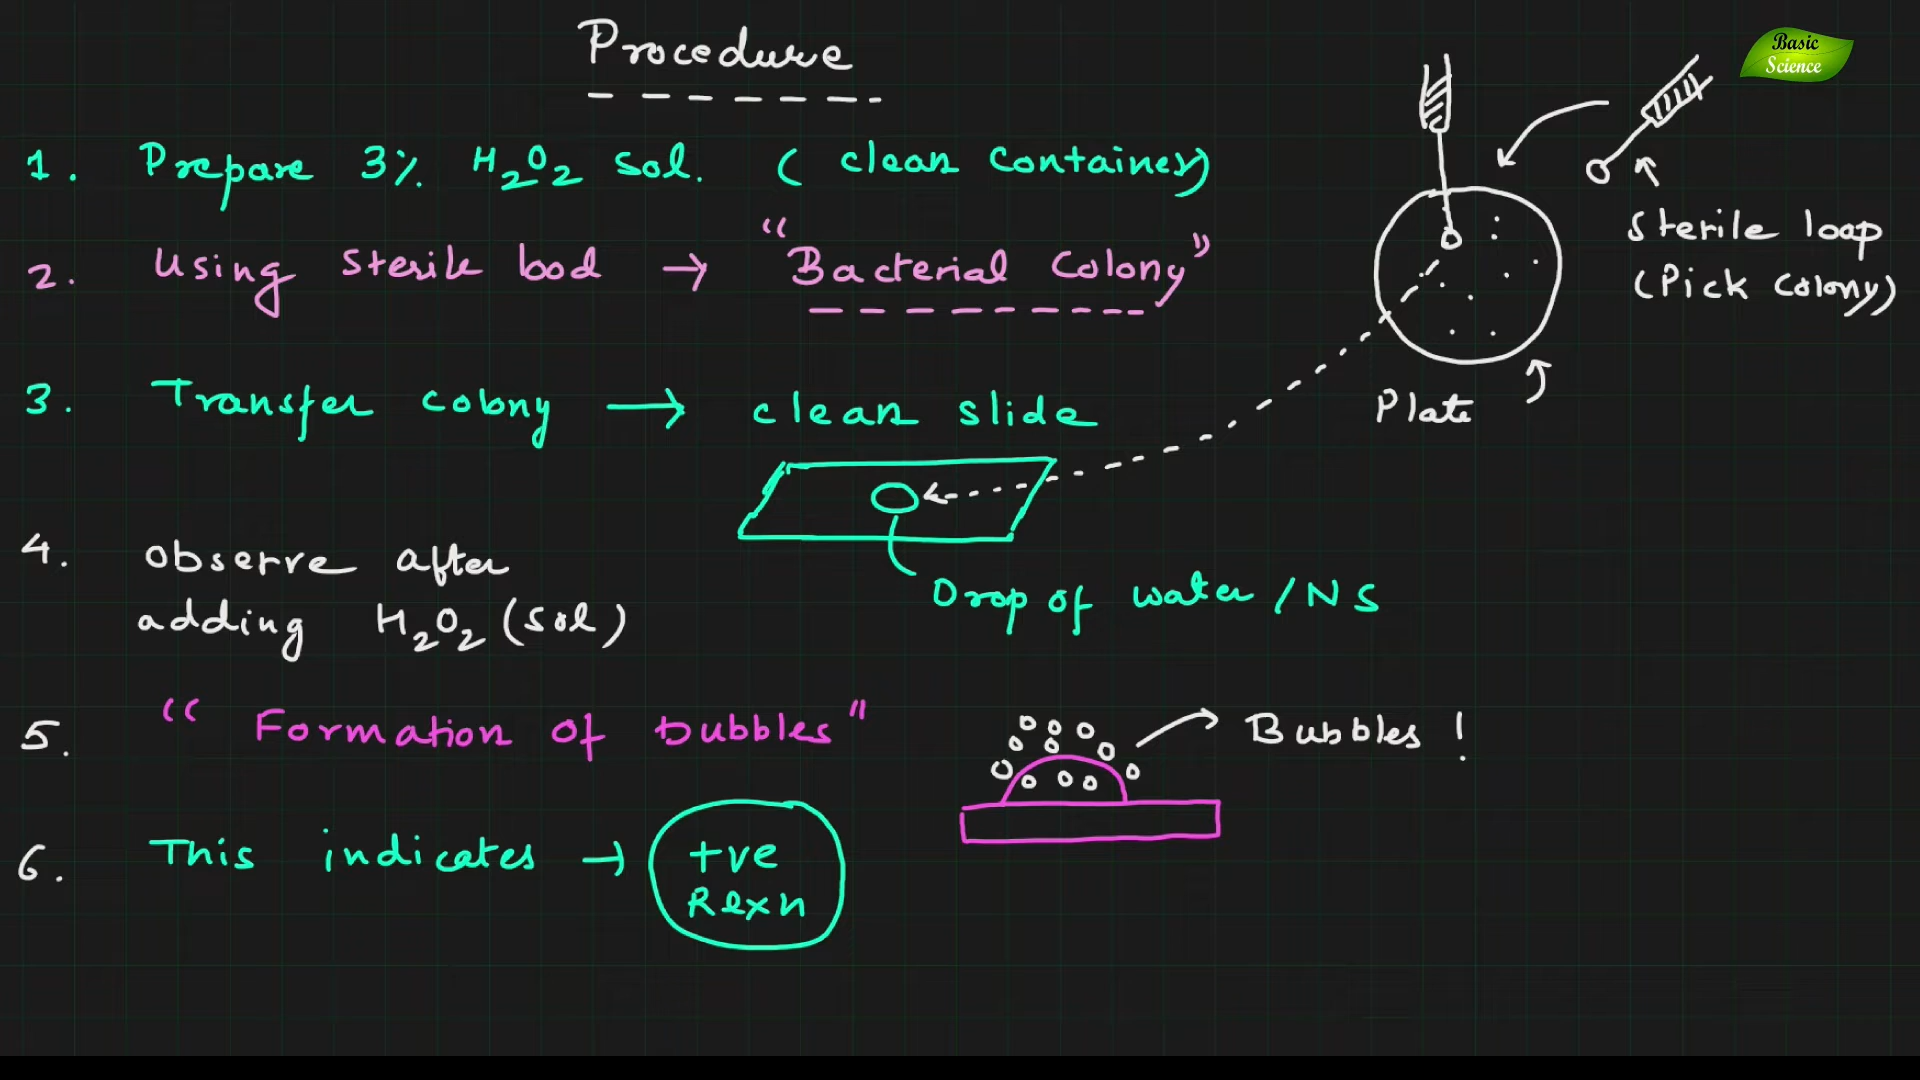 Procedure
Basic
Science
1. Prepare 3% H2O2 sol. (clean container)
2. Using sterile lood → "Bacterial Colony"
sterile loop
(Pick colony)
3. Transfer colony → clean slide
Plate
Drop of water / NS
4. Observe after
adding H2O2 (sol)
5. "Formation of bubbles"
Bubbles !
6. This indicates → +ve
Rexn